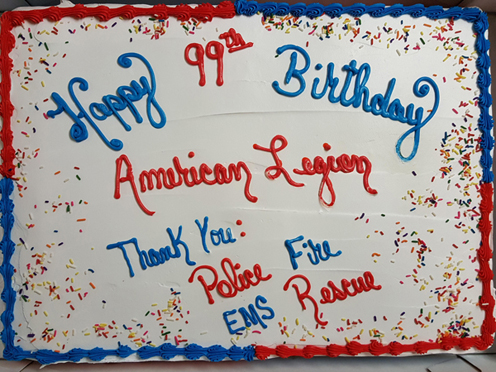 Happy 99th Birthday
American Legion
Thank You: Fire
Police Rescue
EMS